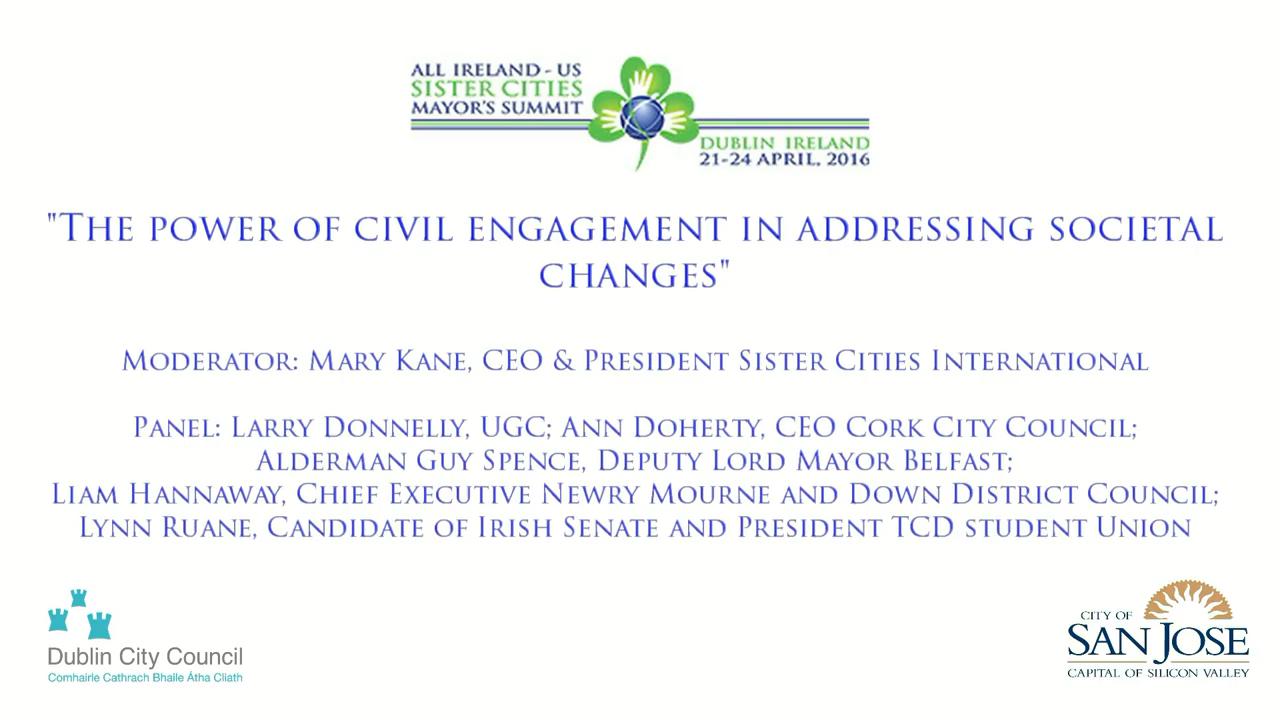 ALL IRELAND - US
SISTER CITIES
MAYOR'S SUMMIT
DUBLIN IRELAND
21-24 APRIL, 2016
"The power of civil engagement in addressing societal
changes"
Moderator: Mary Kane, CEO & President Sister Cities International
Panel: Larry Donnelly, UGC; Ann Doherty, CEO Cork City Council;
Alderman Guy Spence, Deputy Lord Mayor Belfast;
Liam Hannaway, Chief Executive Newry Mourne and Down District Council;
Lynn Ruane, Candidate of Irish Senate and President TCD student Union
Dublin City Council
Comhairle Cathrach Bhaile Átha Cliath
CITY OF
SAN JOSE
CAPITAL OF SILICON VALLEY